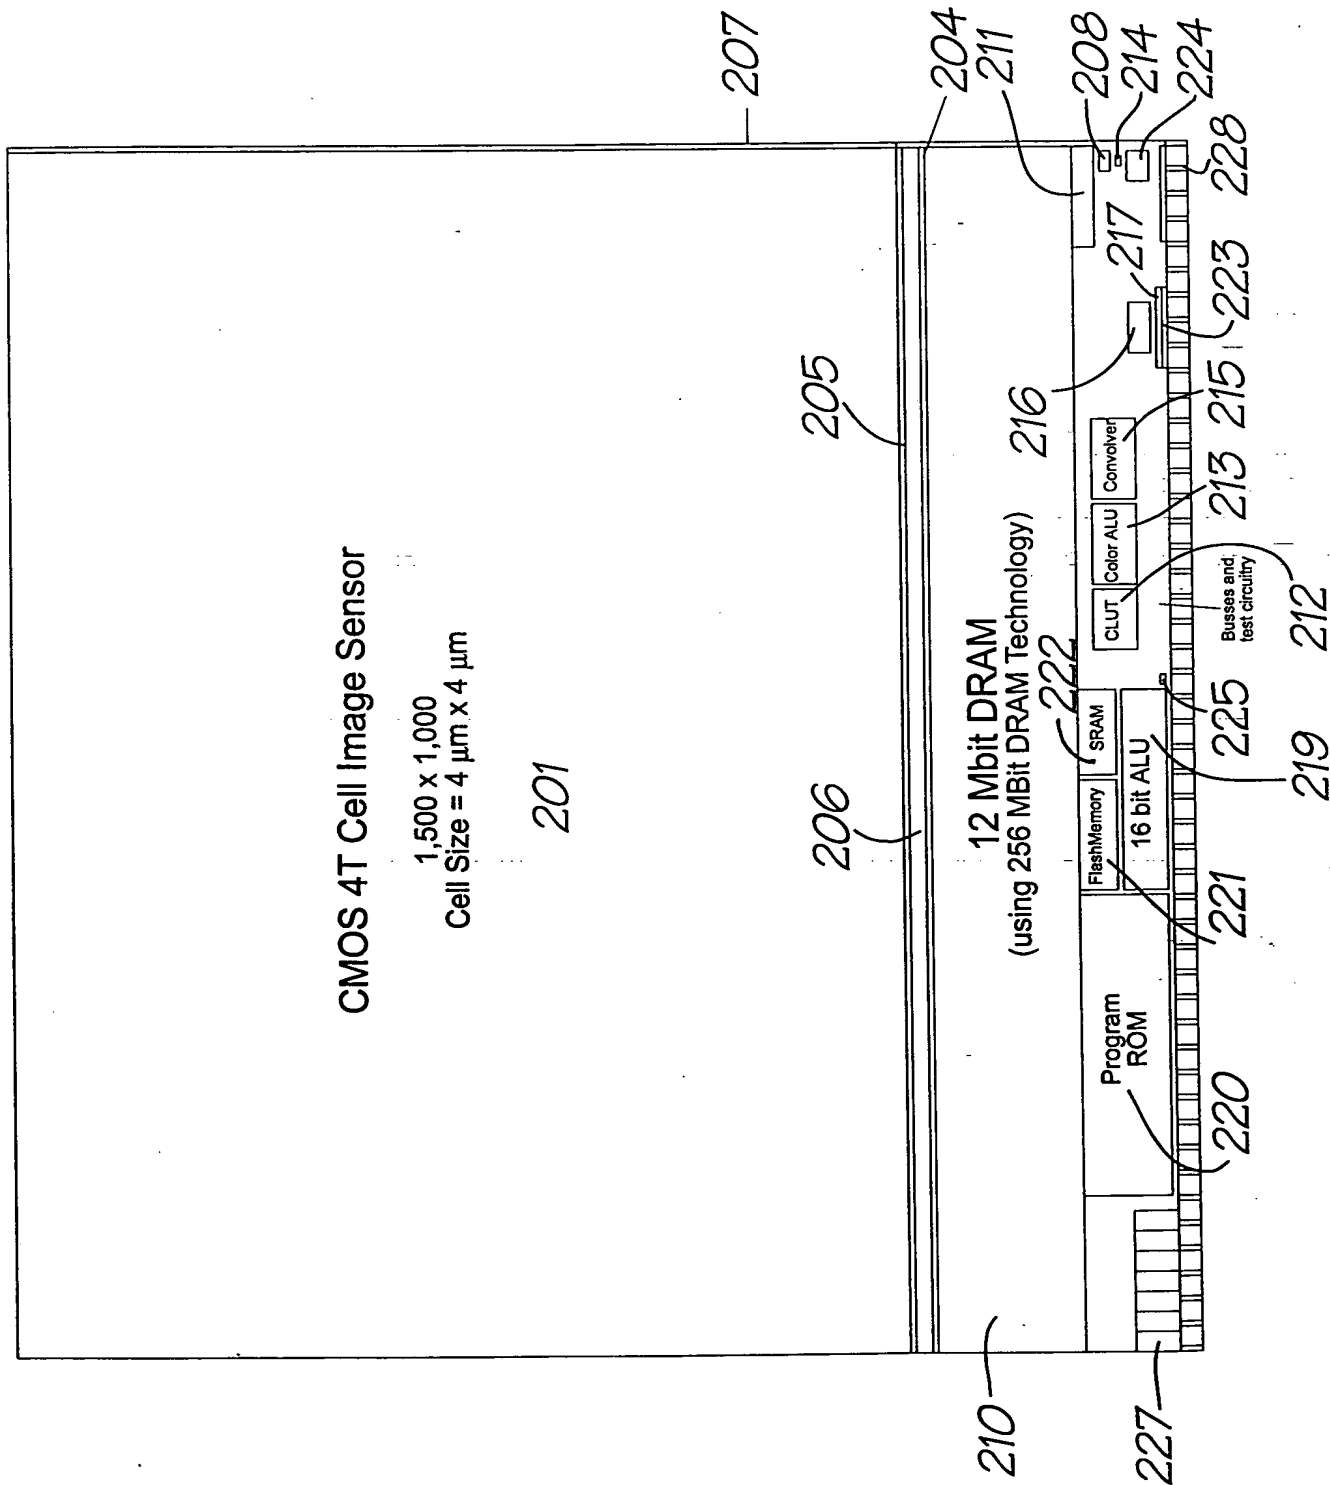 CMOS 4T Cell Image Sensor
1,500 x 1,000
Cell Size = 4 μm x 4 μm
201
207
205
206
204
211
12 Mbit DRAM
(using 256 MBit DRAM Technology)
210
208
214
224
228
217
223
216
Convolver
215
Color ALU
213
CLUT
212
Busses and
test circuitry
222
SRAM
225
FlashMemory
16 bit ALU
219
221
Program
ROM
220
227